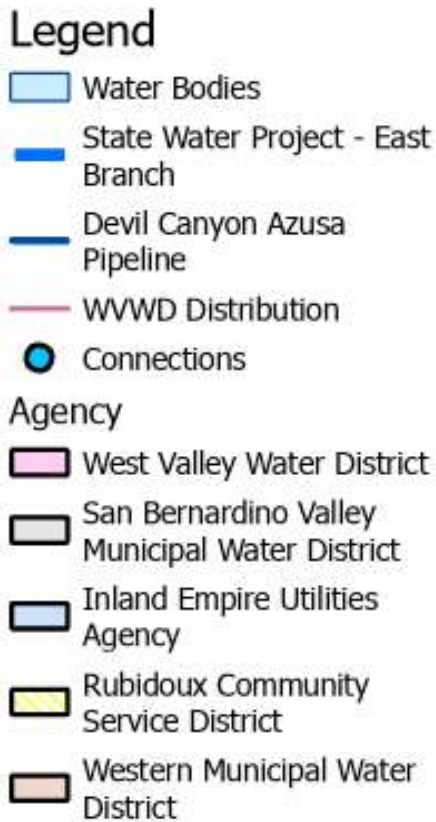 Legend
Water Bodies
State Water Project - East
Branch
Devil Canyon Azusa
Pipeline
WVWD Distribution
Connections
Agency
West Valley Water District
San Bernardino Valley
Municipal Water District
Inland Empire Utilities
Agency
Rubidoux Community
Service District
Western Municipal Water
District